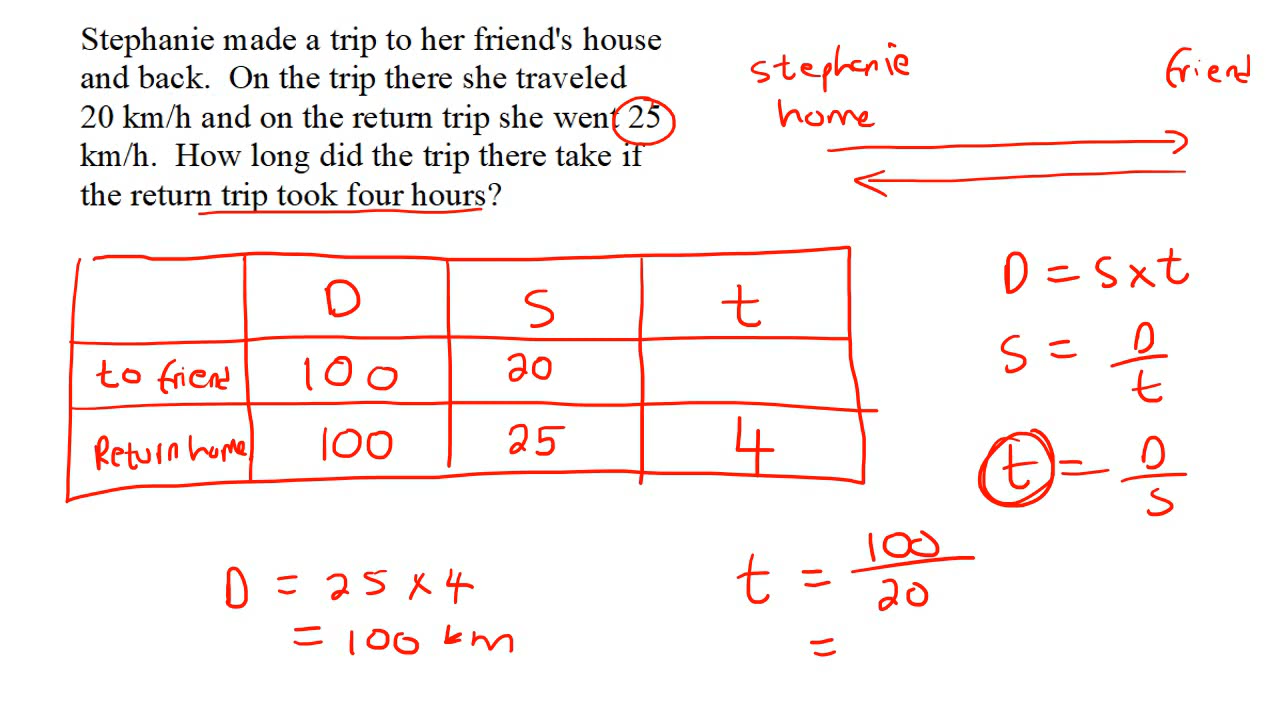 Stephanie made a trip to her friend's house
and back. On the trip there she traveled
20 km/h and on the return trip she went 25
km/h. How long did the trip there take if
the return trip took four hours?
stephanie friend
home
D S t
to friend 100 20
Return home 100 25 4
D = s x t
s = D/t
t = D/s
D = 25 x 4
= 100 km
t = 100/20
=